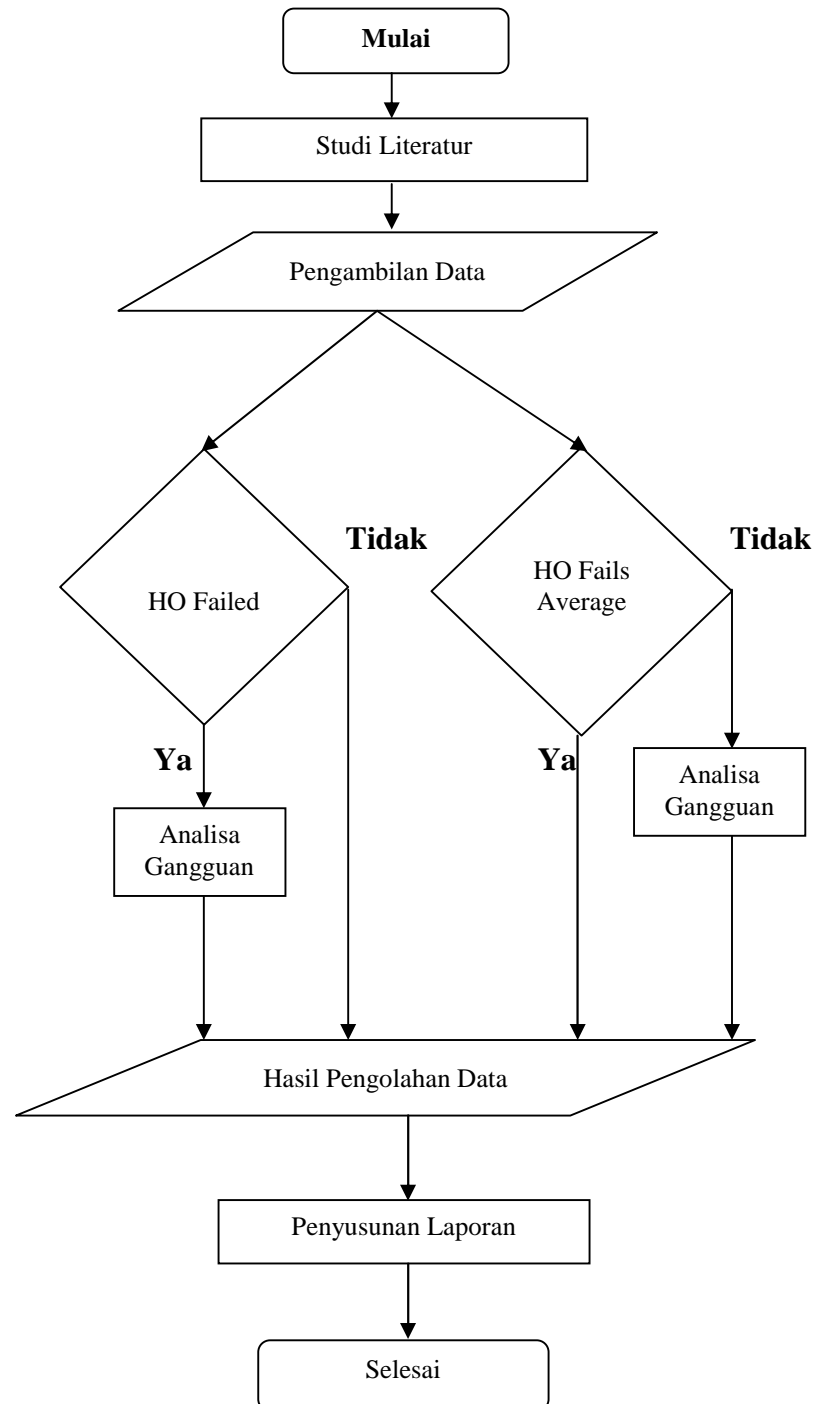 Mulai
Studi Literatur
Pengambilan Data
Tidak
Tidak
HO Failed
HO Fails
Average
Ya
Ya
Analisa
Gangguan
Analisa
Gangguan
Hasil Pengolahan Data
Penyusunan Laporan
Selesai